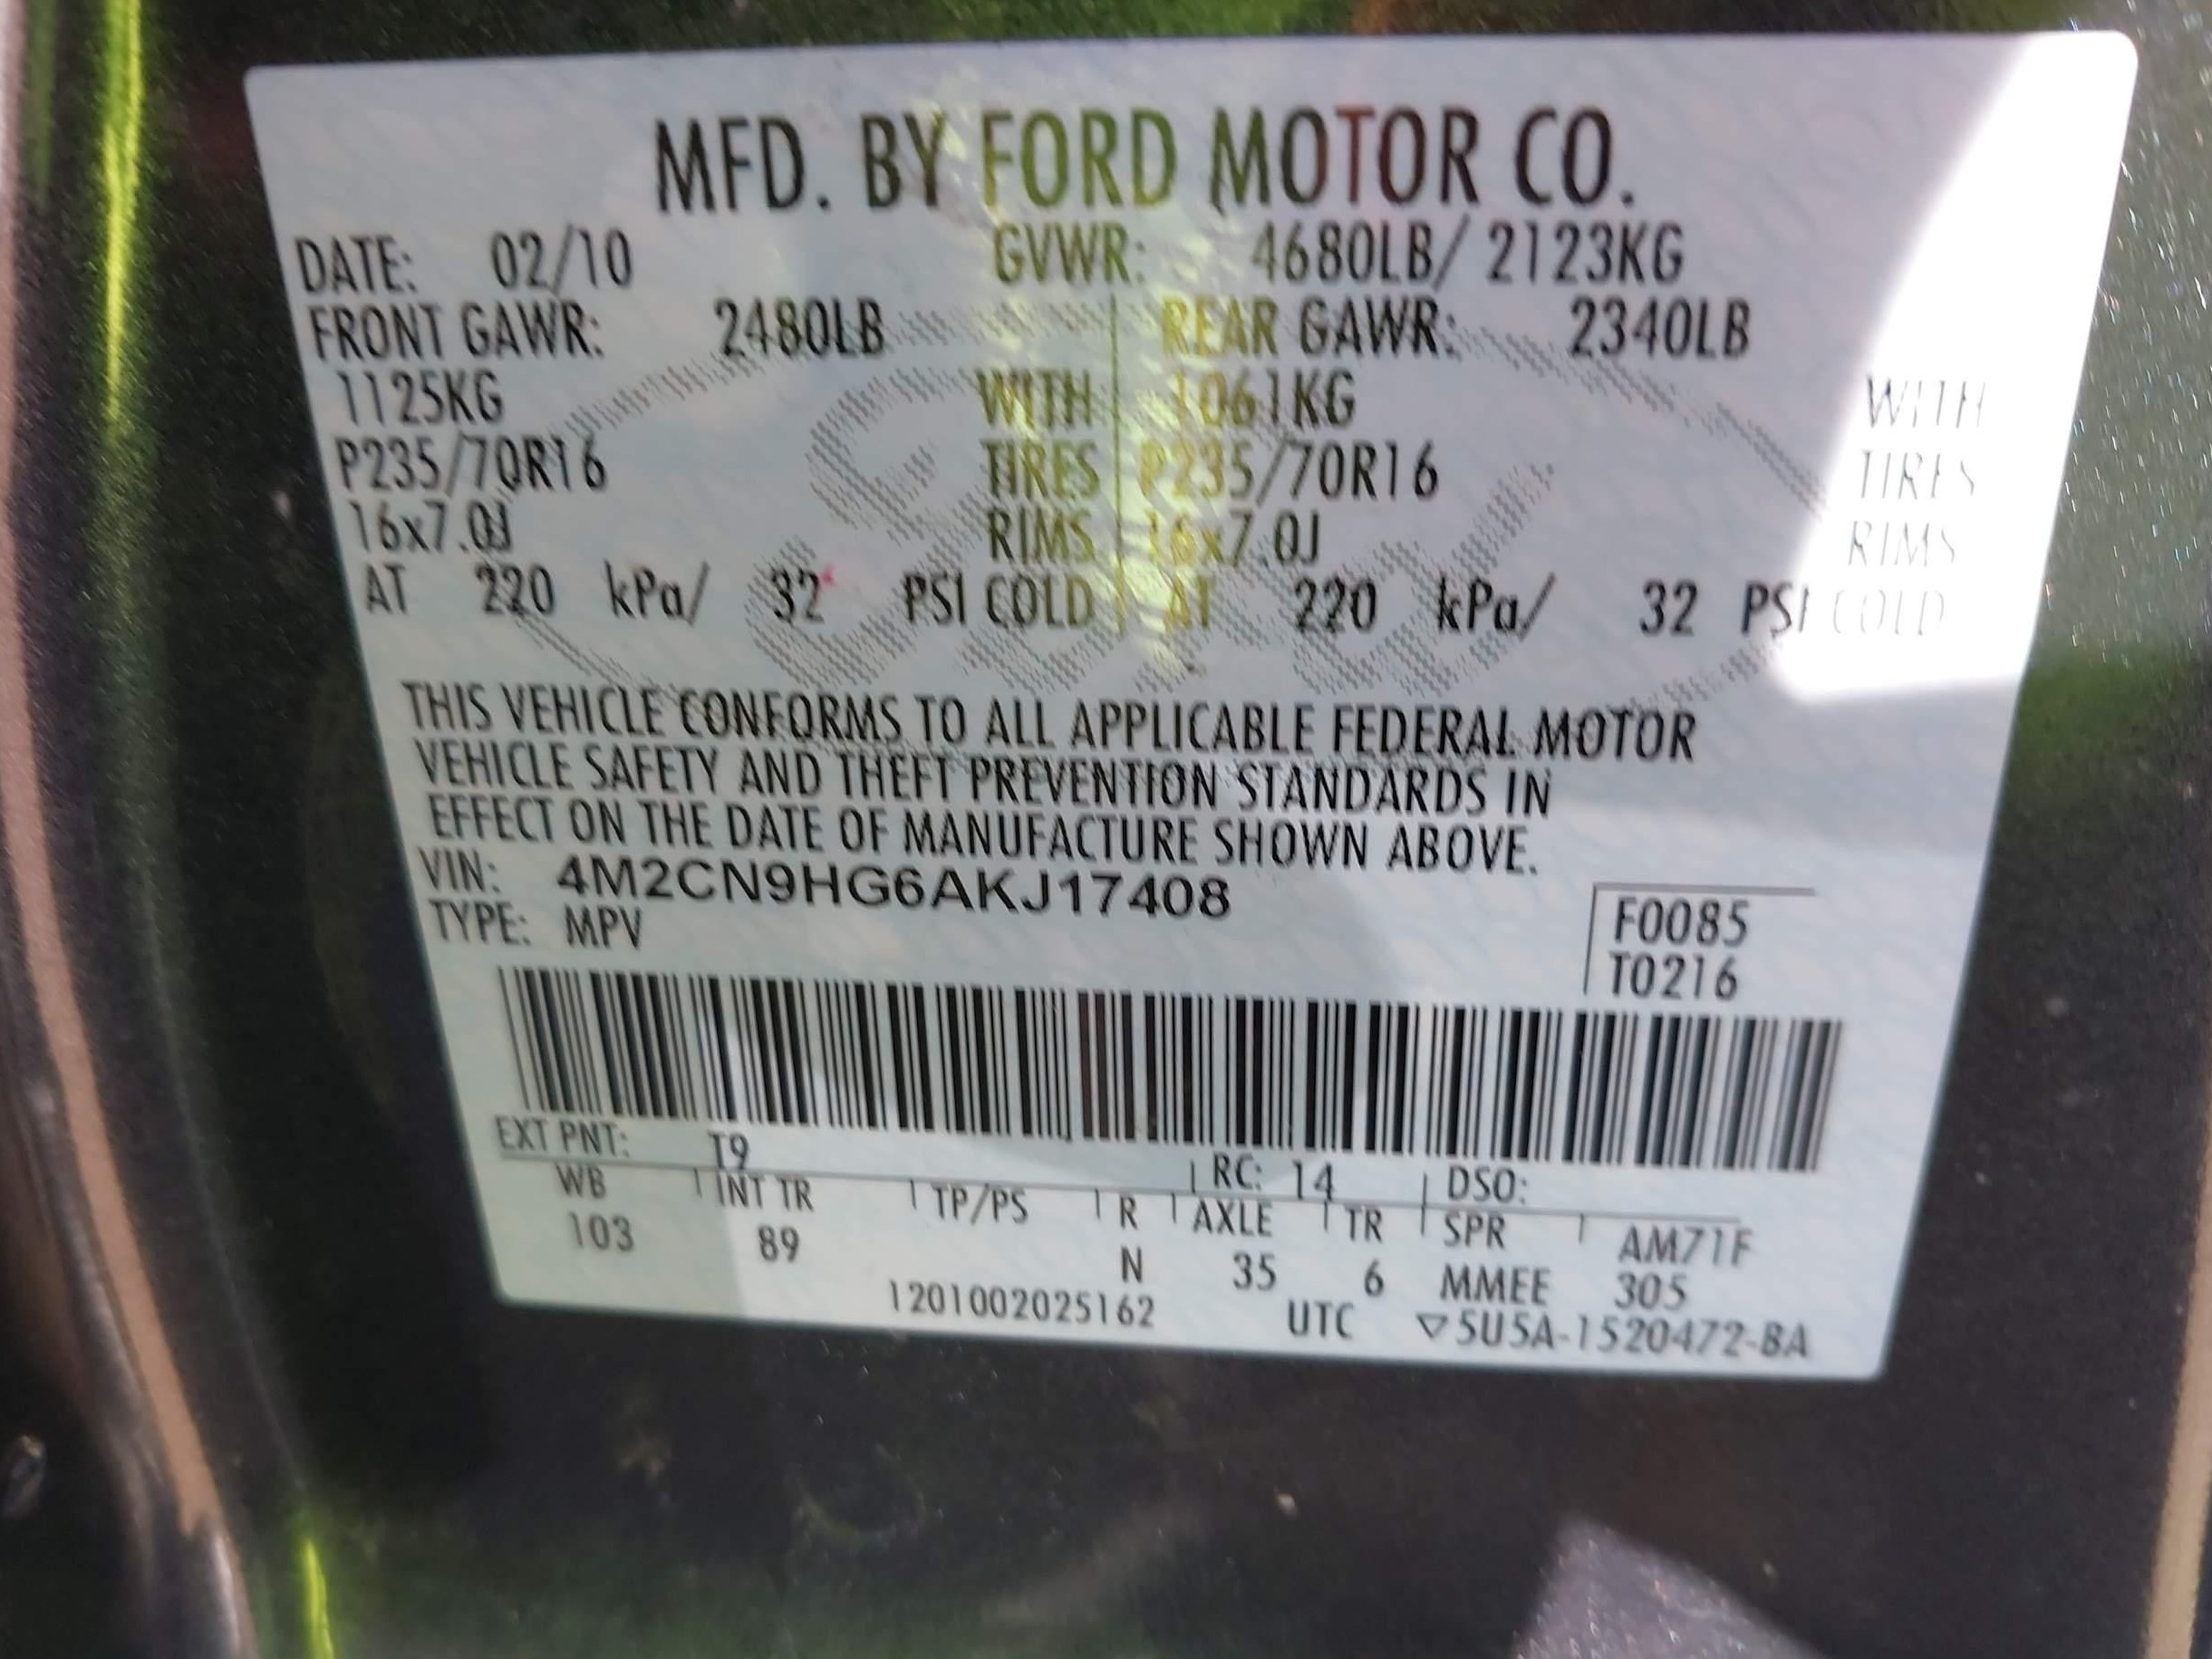 MFD. BY FORD MOTOR CO.
DATE: 02/10 GVWR: 4680LB/ 2123KG
FRONT GAWR: 2480LB REAR GAWR: 2340LB
1125KG WITH 1061KG WITH
P235/70R16 TIRES P235/70R16 TIRES
16x7.0J RIMS 16x7.0J RIMS
AT 220 kPa/ 32 PSI COLD AT 220 kPa/ 32 PSI COLD
THIS VEHICLE CONFORMS TO ALL APPLICABLE FEDERAL MOTOR
VEHICLE SAFETY AND THEFT PREVENTION STANDARDS IN
EFFECT ON THE DATE OF MANUFACTURE SHOWN ABOVE.
VIN: 4M2CN9HG6AKJ17408
TYPE: MPV
F0085
T0216
EXT PNT: T9 RC: 14 DSO:
WB INT TR TP/PS R AXLE TR SPR AM71F
103 89 N 35 6 MMEE 305
1201002025162 UTC ▽5U5A-1520472-BA